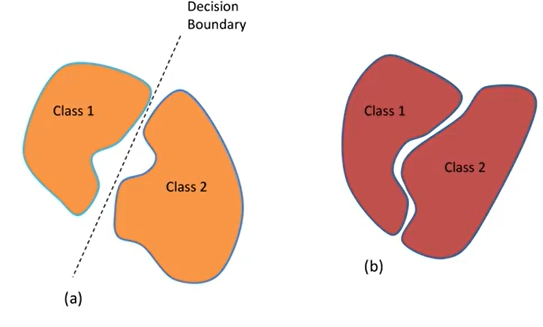 Decision
Boundary
Class 1
Class 2
(a)
Class 1
Class 2
(b)